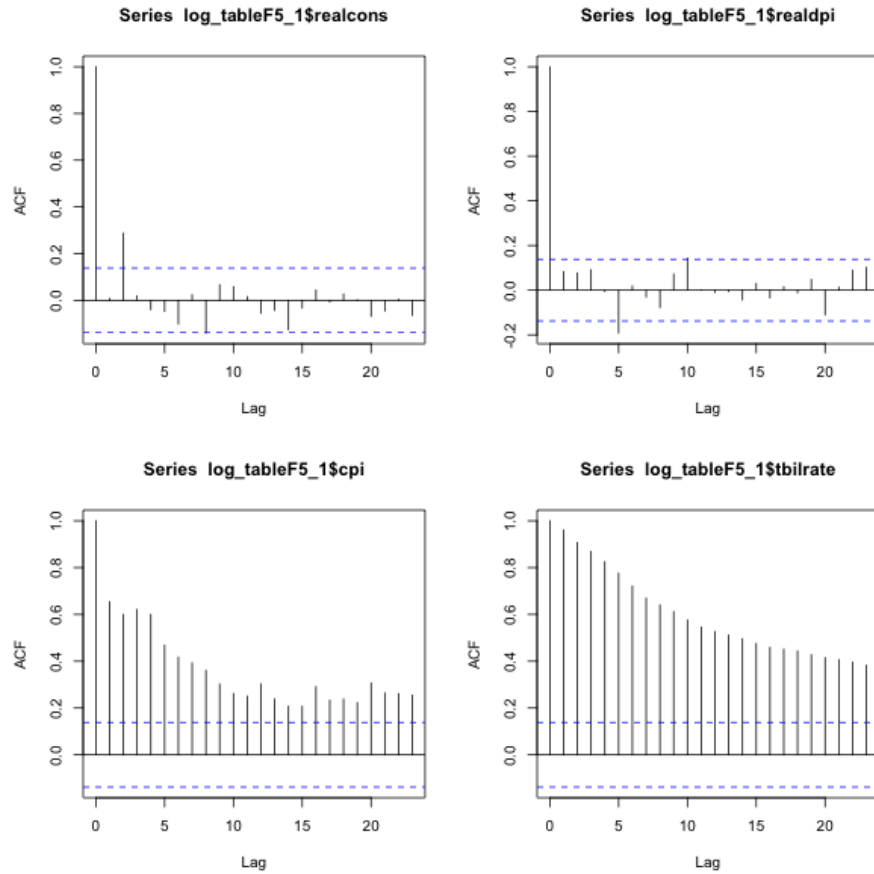 Series log_tableF5_1$realcons
ACF
0.0 0.2 0.4 0.6 0.8 1.0
0 5 10 15 20
Lag
Series log_tableF5_1$realdpi
ACF
-0.2 0.0 0.2 0.4 0.6 0.8 1.0
0 5 10 15 20
Lag
Series log_tableF5_1$cpi
ACF
0.0 0.2 0.4 0.6 0.8 1.0
0 5 10 15 20
Lag
Series log_tableF5_1$tbilrate
ACF
0.0 0.2 0.4 0.6 0.8 1.0
0 5 10 15 20
Lag